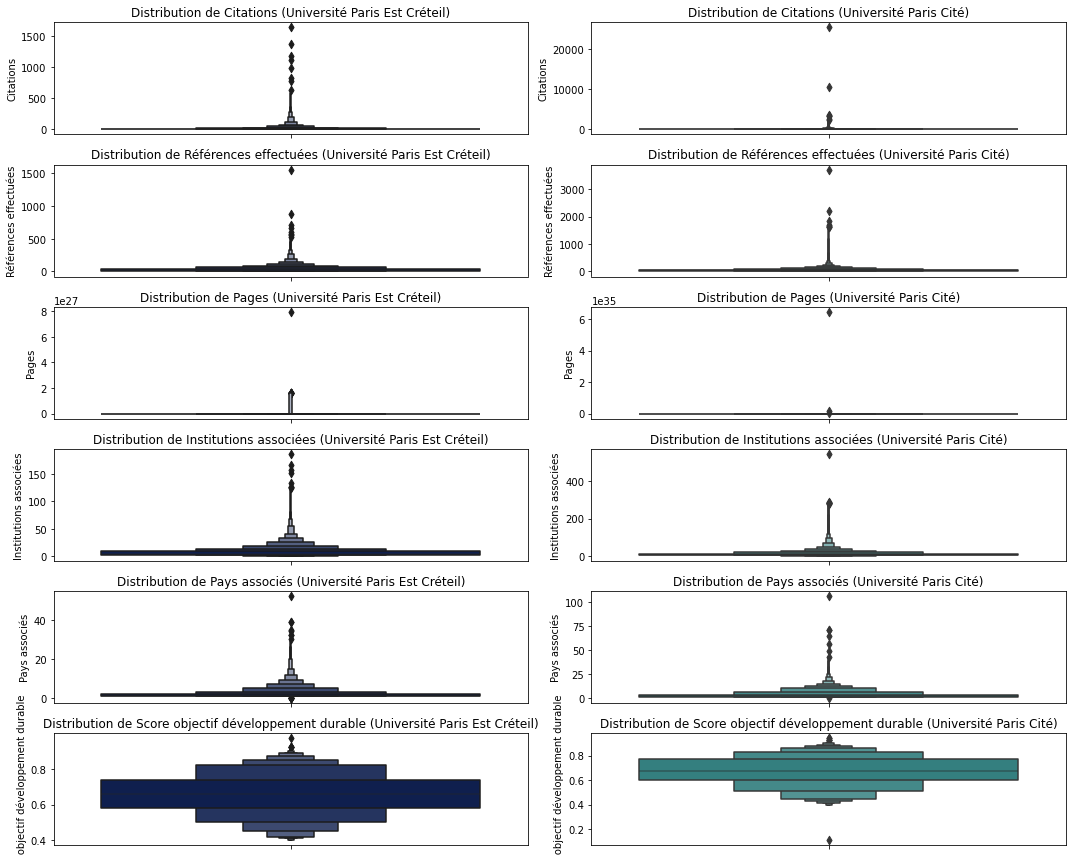 Distribution de Citations (Université Paris Est Créteil)
Citations
1500
1000
500
0
Distribution de Citations (Université Paris Cité)
Citations
20000
10000
0
Distribution de Références effectuées (Université Paris Est Créteil)
Références effectuées
1500
1000
500
0
Distribution de Références effectuées (Université Paris Cité)
Références effectuées
3000
2000
1000
0
Distribution de Pages (Université Paris Est Créteil)
1e27
Pages
8
6
4
2
0
Distribution de Pages (Université Paris Cité)
1e35
Pages
6
4
2
0
Distribution de Institutions associées (Université Paris Est Créteil)
Institutions associées
150
100
50
0
Distribution de Institutions associées (Université Paris Cité)
Institutions associées
400
200
0
Distribution de Pays associés (Université Paris Est Créteil)
Pays associés
40
20
0
Distribution de Pays associés (Université Paris Cité)
Pays associés
100
75
50
25
0
Distribution de Score objectif développement durable (Université Paris Est Créteil)
objectif développement durable
0.8
0.6
0.4
Distribution de Score objectif développement durable (Université Paris Cité)
objectif développement durable
0.8
0.6
0.4
0.2